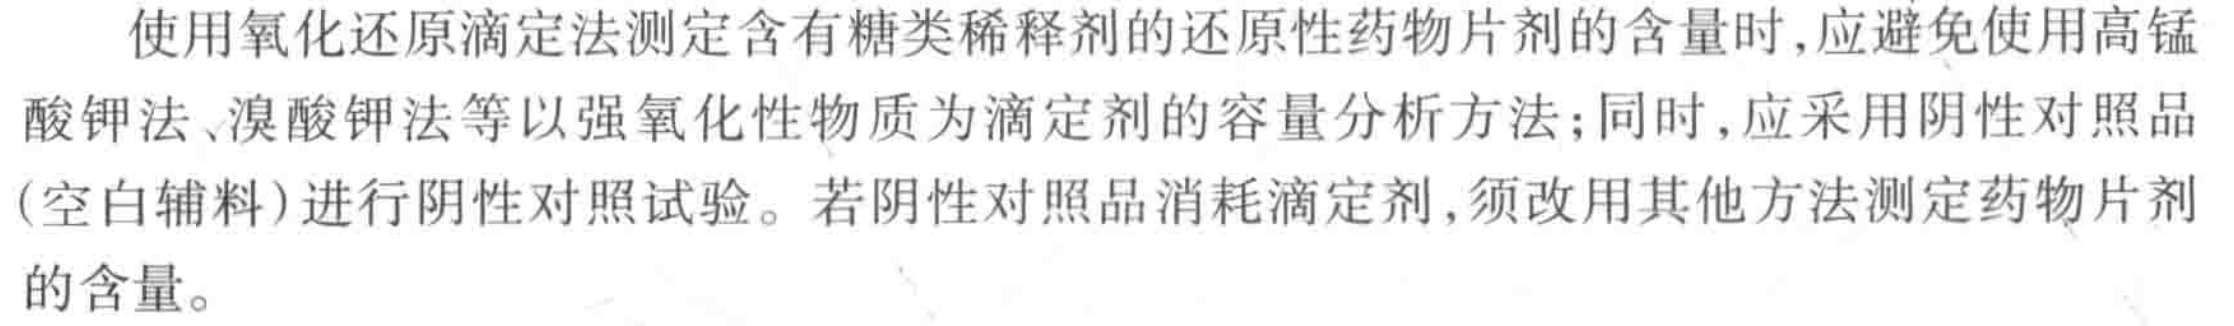 使用氧化还原滴定法测定含有糖类稀释剂的还原性药物片剂的含量时,应避免使用高锰
酸钾法、溴酸钾法等以强氧化性物质为滴定剂的容量分析方法;同时,应采用阴性对照品
(空白辅料)进行阴性对照试验。若阴性对照品消耗滴定剂,须改用其他方法测定药物片剂
的含量。